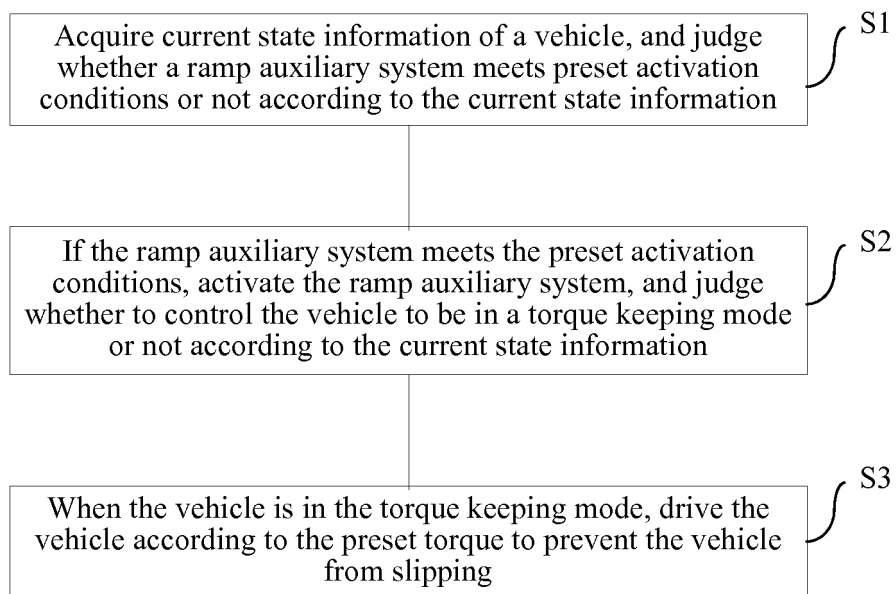 Acquire current state information of a vehicle, and judge
whether a ramp auxiliary system meets preset activation
conditions or not according to the current state information
S1
If the ramp auxiliary system meets the preset activation
conditions, activate the ramp auxiliary system, and judge
whether to control the vehicle to be in a torque keeping mode
or not according to the current state information
S2
When the vehicle is in the torque keeping mode, drive the
vehicle according to the preset torque to prevent the vehicle
from slipping
S3